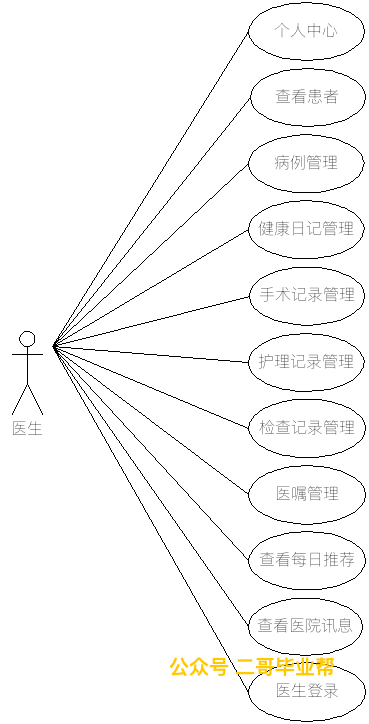 个人中心
查看患者
病例管理
健康日记管理
手术记录管理
护理记录管理
医生
检查记录管理
医嘱管理
查看每日推荐
查看医院讯息
公众号 二哥毕业帮
医生登录